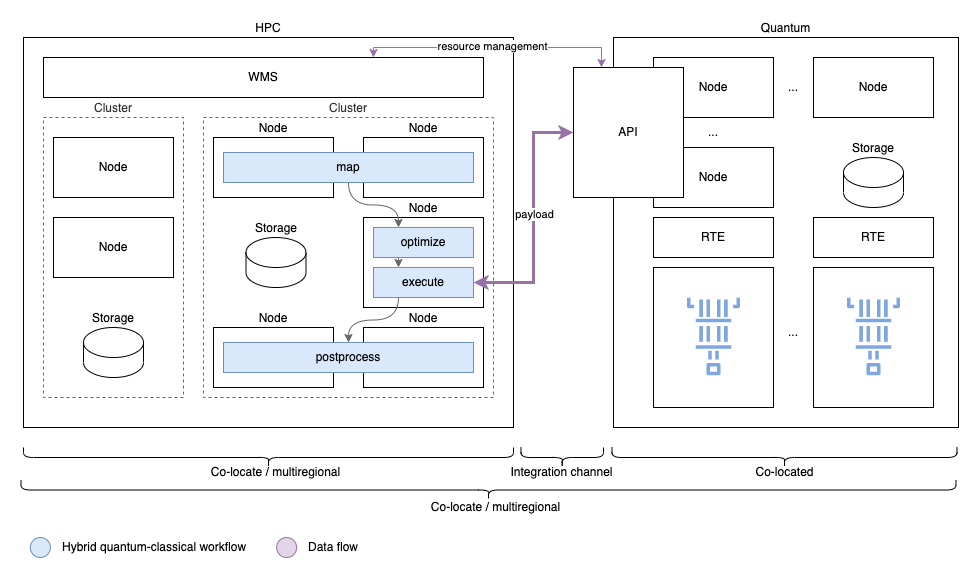 HPC
Quantum
resource management
WMS
Cluster
Cluster
Node
Node
Node
Node
Storage
map
Node
Storage
optimize
execute
Node
Node
postprocess
payload
API
Node
...
Node
...
Node
Storage
RTE
RTE
...
Co-locate / multiregional
Integration channel
Co-located
Co-locate / multiregional
Hybrid quantum-classical workflow
Data flow